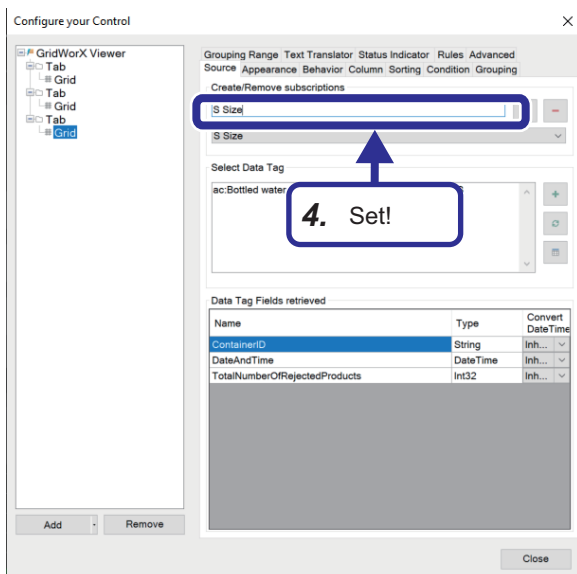 Configure your Control
GridWorX Viewer
Tab
Grid
Tab
Grid
Tab
Grid
Grouping Range Text Translator Status Indicator Rules Advanced
Source Appearance Behavior Column Sorting Condition Grouping
Create/Remove subscriptions
S Size
S Size
Select Data Tag
ac:Bottled water
4. Set!
Data Tag Fields retrieved
Name Type Convert DateTime
ContainerID String Inh...
DateAndTime DateTime Inh...
TotalNumberOfRejectedProducts Int32 Inh...
Add Remove
Close